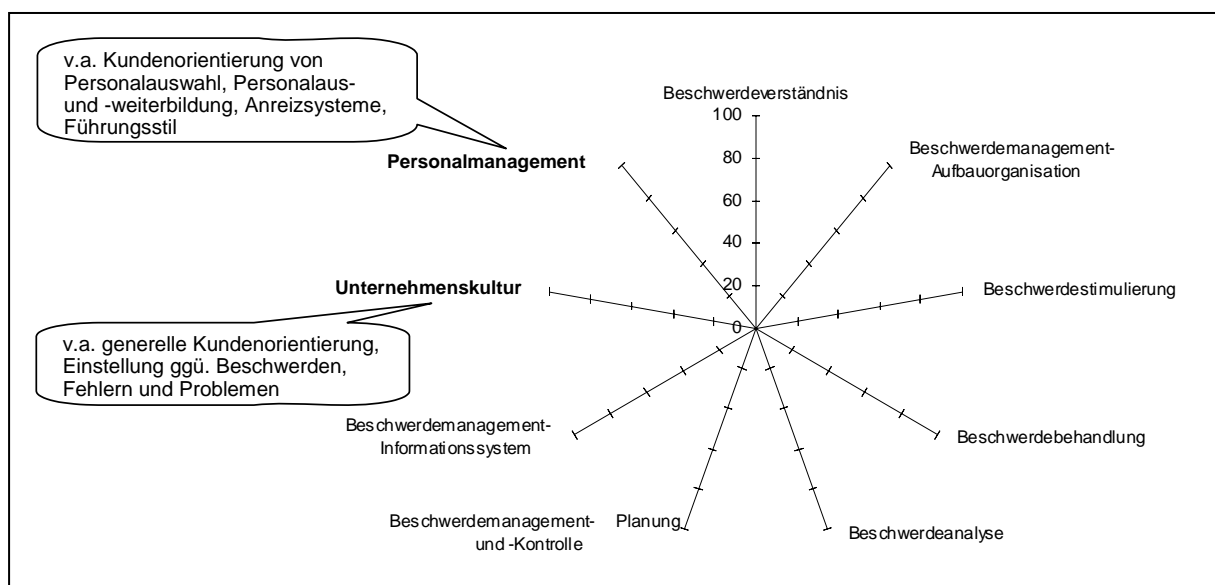 v.a. Kundenorientierung von
Personalauswahl, Personalaus-
und -weiterbildung, Anreizsysteme,
Führungsstil
Beschwerdeverständnis
100
80
60
40
20
0
Beschwerdemanagement-
Aufbauorganisation
Personalmanagement
Unternehmenskultur
Beschwerdestimulierung
v.a. generelle Kundenorientierung,
Einstellung ggü. Beschwerden,
Fehlern und Problemen
Beschwerdemanagement-
Informationssystem
Beschwerdebehandlung
Beschwerdemanagement- Planung
und -Kontrolle
Beschwerdeanalyse